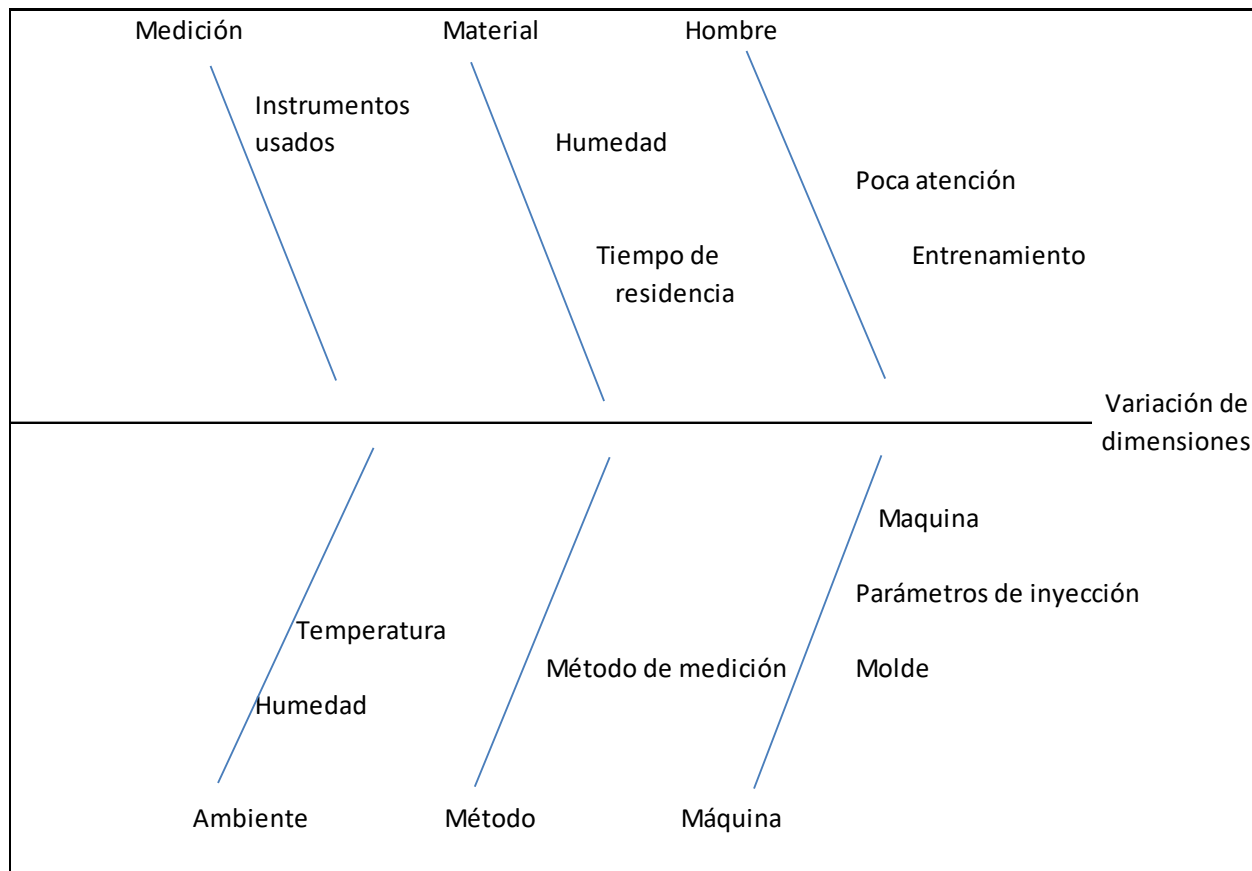 Medición
Material
Hombre
Instrumentos
usados
Humedad
Poca atención
Tiempo de
residencia
Entrenamiento
Variación de
dimensiones
Maquina
Parámetros de inyección
Temperatura
Método de medición
Molde
Humedad
Ambiente
Método
Máquina